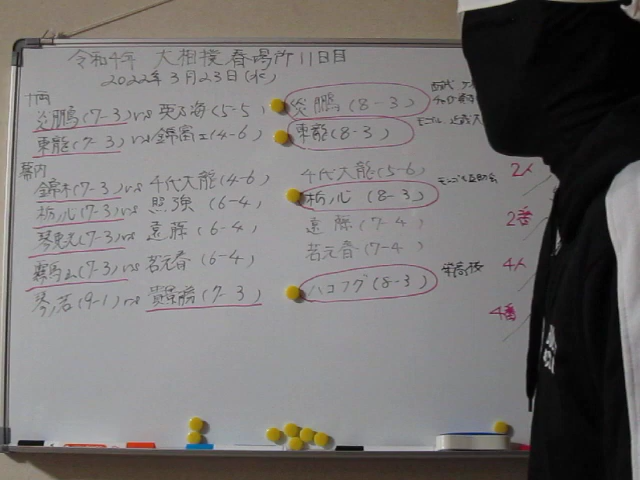 令和4年 大相撲春場所11日目
2022年3月23日(水)
十両
炎鵬(7-3) vs 英乃海(5-5) 炎鵬(8-3)
東龍(7-3) vs 錦富士(4-6) 東龍(8-3)
幕内
錦木(7-3) vs 千代大龍(4-6) 千代大龍(5-6) 2人
栃ノ心(7-3) vs 照強(6-4) 栃ノ心(8-3)
琴恵光(7-3) vs 遠藤(6-4) 遠藤(7-4) 2番
霧馬山(7-3) vs 若元春(6-4) 若元春(7-4) 4人
琴ノ若(9-1) vs 貴景勝(7-3) ハコフグ(8-3) 4番